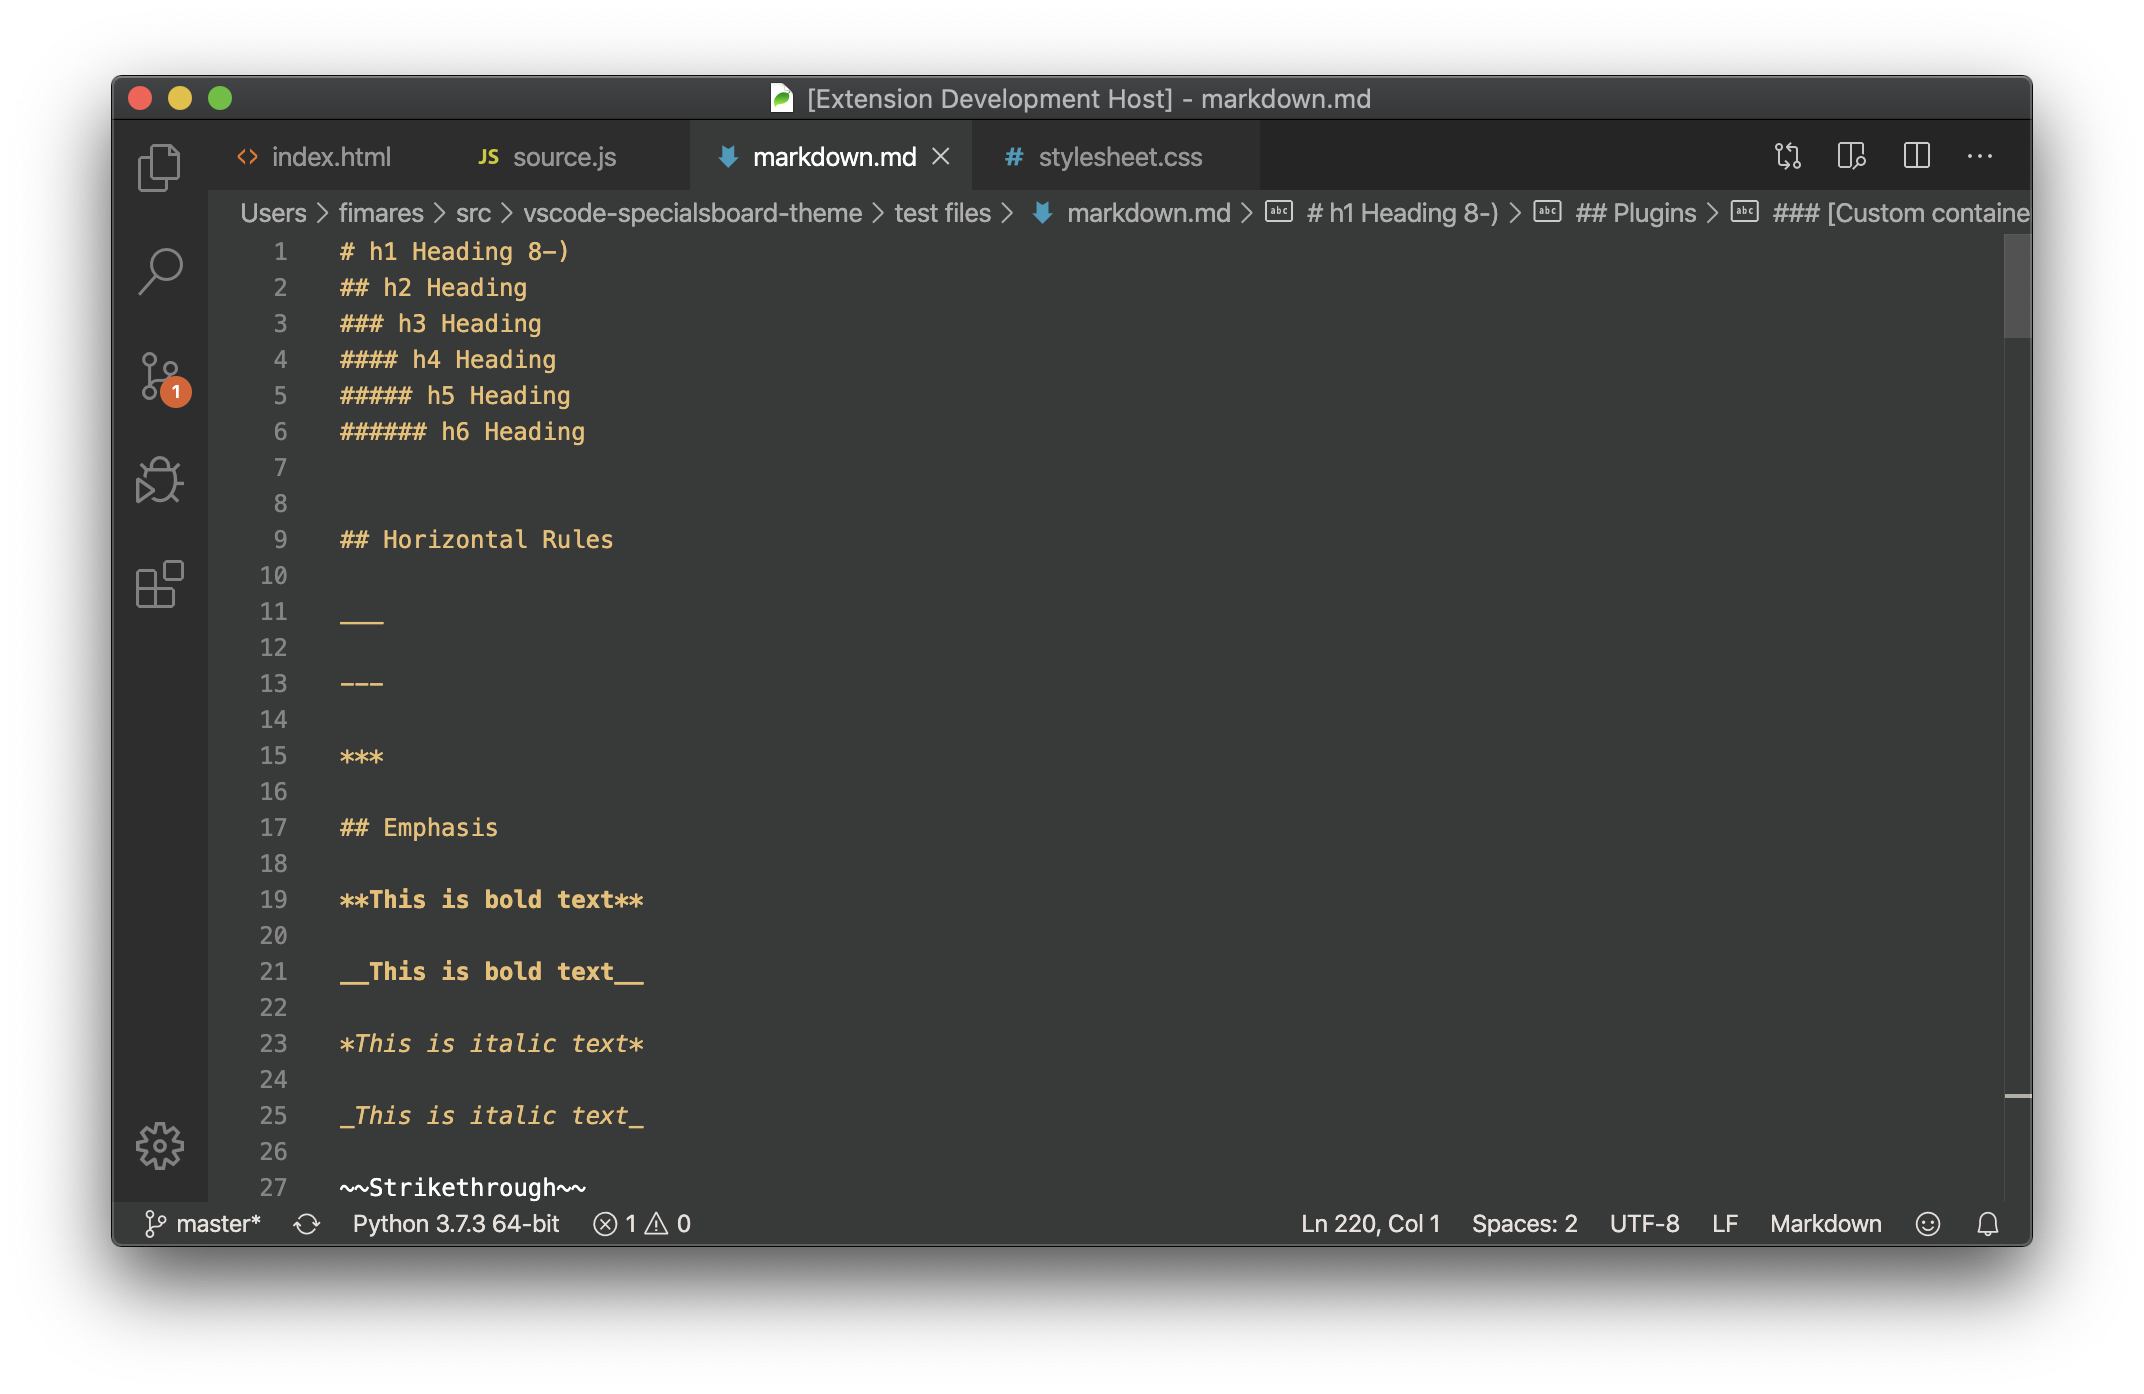 [Extension Development Host] - markdown.md
<> index.html JS source.js markdown.md # stylesheet.css
Users > fimares > src > vscode-specialsboard-theme > test files > markdown.md > abc # h1 Heading 8-) > abc ## Plugins > abc ### [Custom containe
1 # h1 Heading 8-)
2 ## h2 Heading
3 ### h3 Heading
4 #### h4 Heading
5 ##### h5 Heading
6 ###### h6 Heading
7
8
9 ## Horizontal Rules
10
11 ___
12
13 ---
14
15 ***
16
17 ## Emphasis
18
19 **This is bold text**
20
21 __This is bold text__
22
23 *This is italic text*
24
25 _This is italic text_
26
27 ~~Strikethrough~~
1
master* Python 3.7.3 64-bit 1 0 Ln 220, Col 1 Spaces: 2 UTF-8 LF Markdown